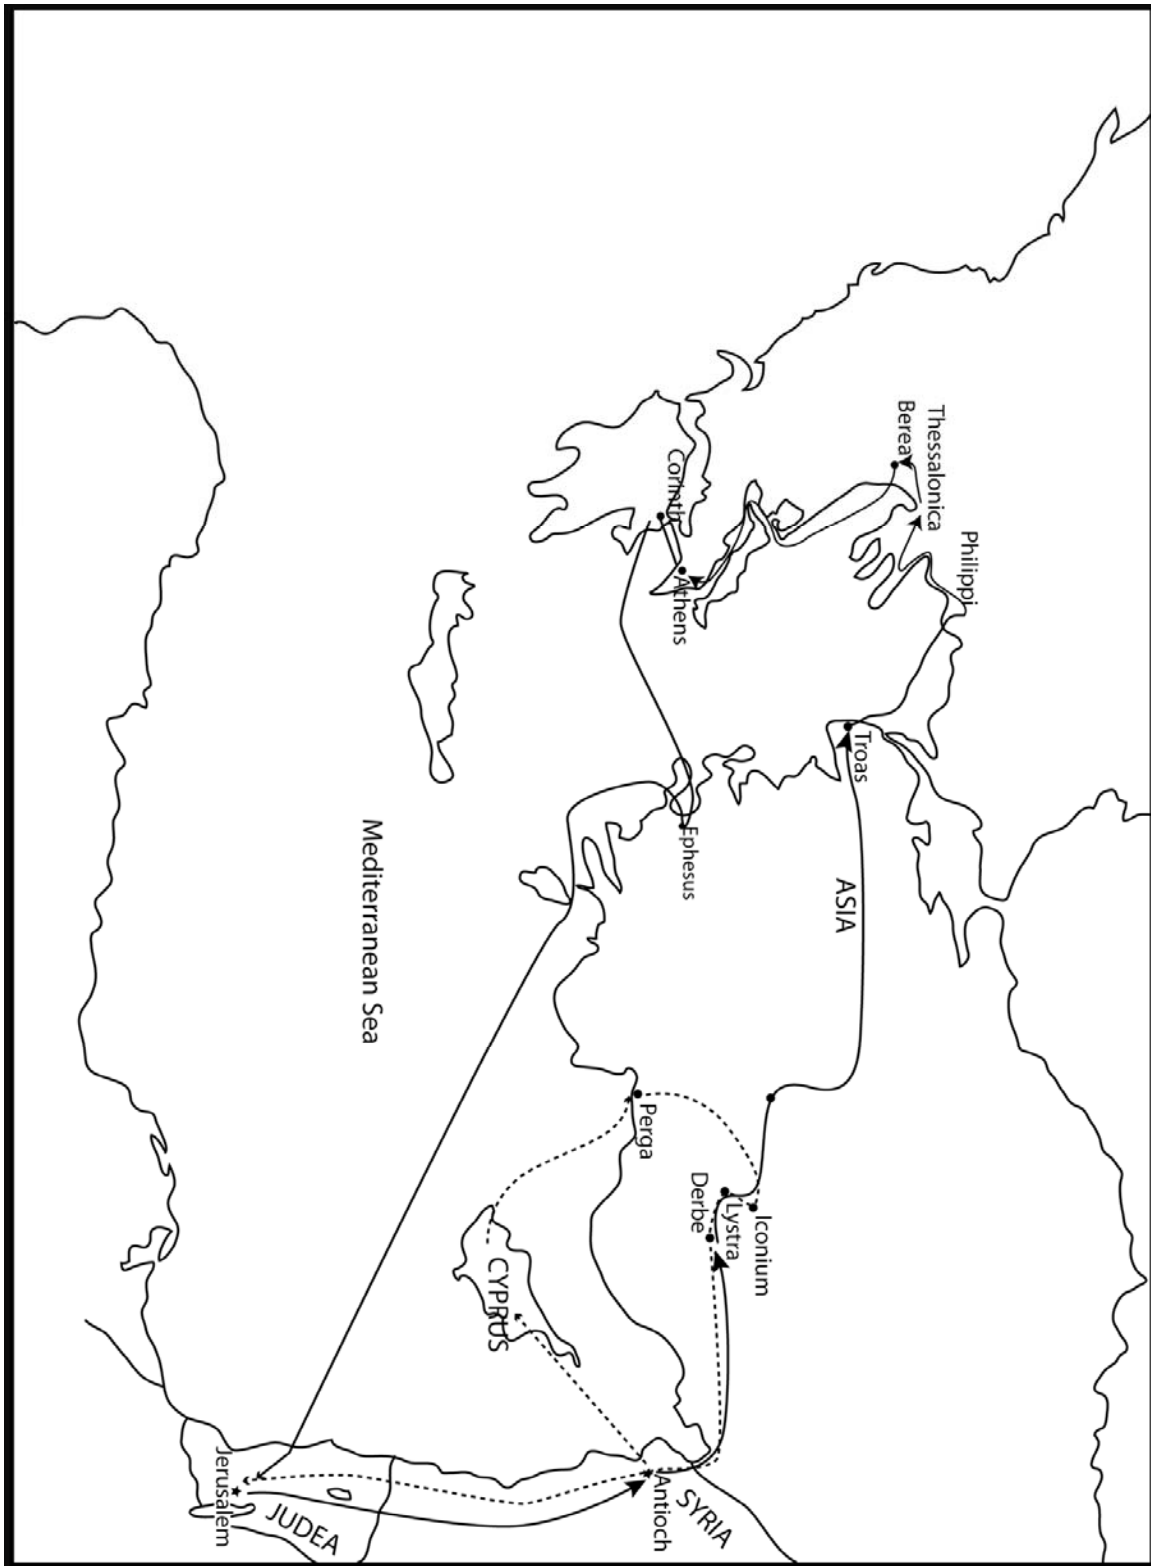 Thessalonica
Berea
Philippi
Corinth
Athens
Troas
Ephesus
ASIA
Mediterranean Sea
Perga
Iconium
Lystra
Derbe
CYPRUS
Antioch
SYRIA
Jerusalem
JUDEA